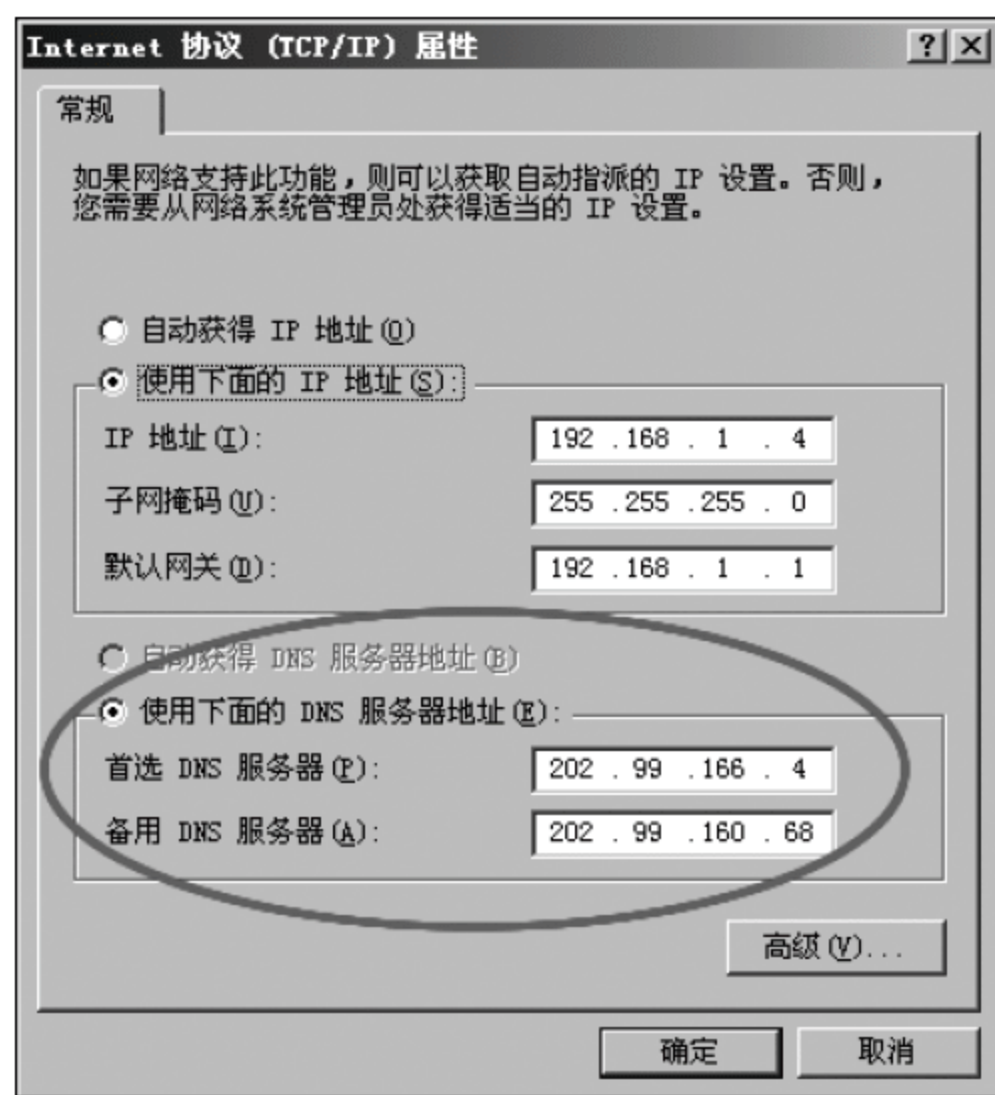 Internet 协议 (TCP/IP) 属性
常规
如果网络支持此功能，则可以获取自动指派的 IP 设置。否则，
您需要从网络系统管理员处获得适当的 IP 设置。
自动获得 IP 地址(O)
使用下面的 IP 地址(S):
IP 地址(I): 192 .168 . 1 . 4
子网掩码(U): 255 .255 .255 . 0
默认网关(D): 192 .168 . 1 . 1
自动获得 DNS 服务器地址(B)
使用下面的 DNS 服务器地址(E):
首选 DNS 服务器(P): 202 . 99 .166 . 4
备用 DNS 服务器(A): 202 . 99 .160 . 68
高级(V)...
确定 取消